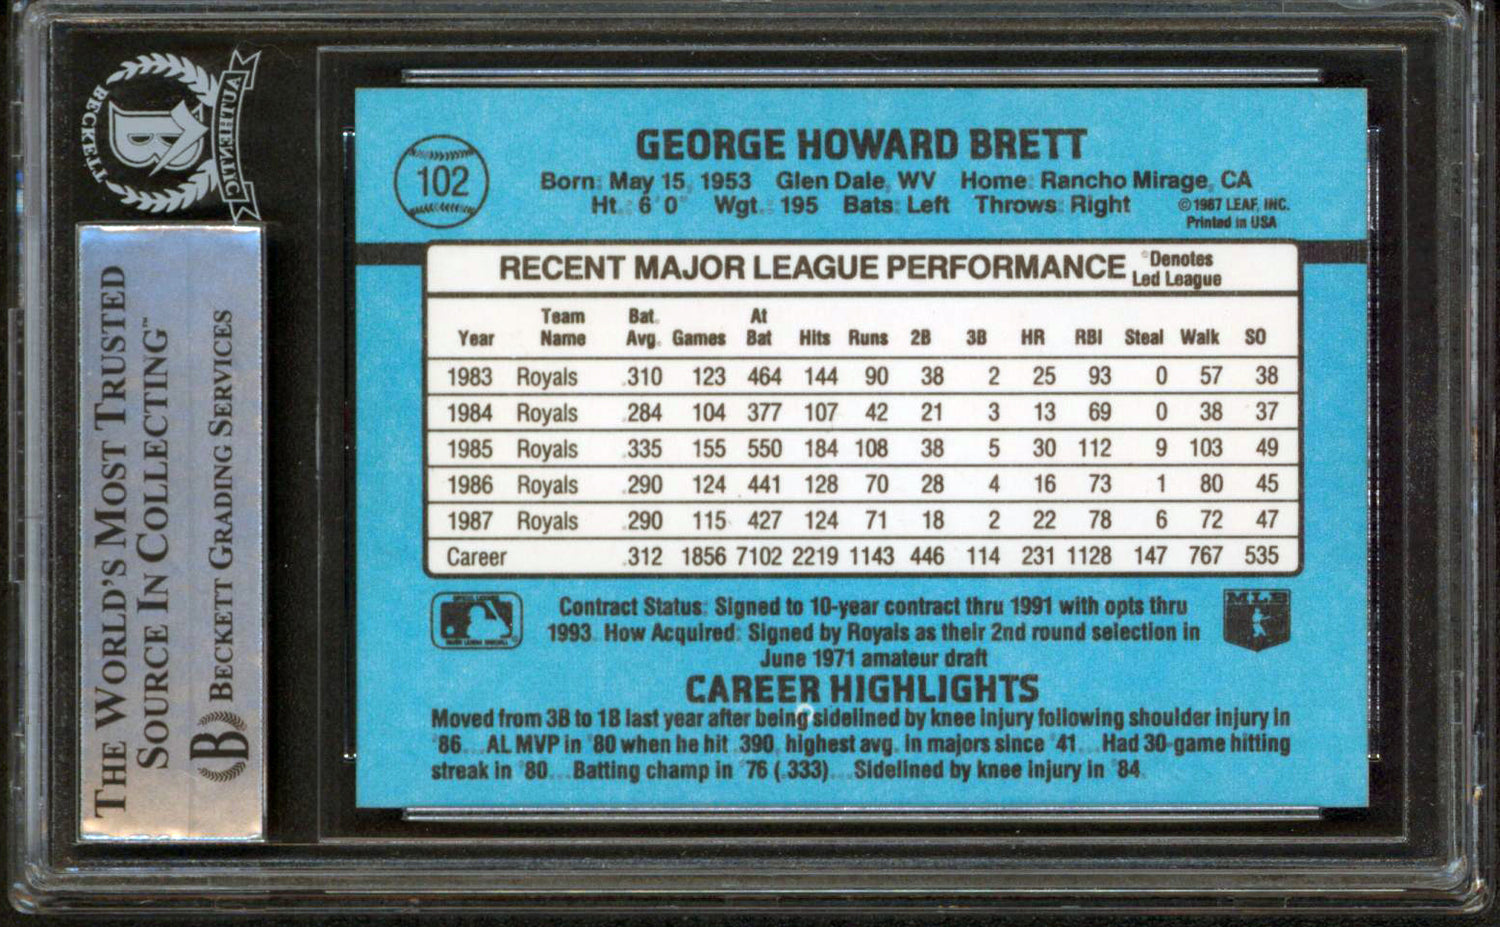 BECKETT
AUTHENTIC
THE WORLD'S MOST TRUSTED
SOURCE IN COLLECTING™
BECKETT GRADING SERVICES
102
GEORGE HOWARD BRETT
Born: May 15, 1953 Glen Dale, WV Home: Rancho Mirage, CA
Ht.: 6'0" Wgt.: 195 Bats: Left Throws: Right ©1987 LEAF, INC.
Printed in USA
RECENT MAJOR LEAGUE PERFORMANCE *Denotes
Led League
Year Team Name Bat. Avg. Games At Bat Hits Runs 2B 3B HR RBI Steal Walk SO
1983 Royals .310 123 464 144 90 38 2 25 93 0 57 38
1984 Royals .284 104 377 107 42 21 3 13 69 0 38 37
1985 Royals .335 155 550 184 108 38 5 30 112 9 103 49
1986 Royals .290 124 441 128 70 28 4 16 73 1 80 45
1987 Royals .290 115 427 124 71 18 2 22 78 6 72 47
Career .312 1856 7102 2219 1143 446 114 231 1128 147 767 535
Contract Status: Signed to 10-year contract thru 1991 with opts thru
1993. How Acquired: Signed by Royals as their 2nd round selection in
June 1971 amateur draft
MLB
CAREER HIGHLIGHTS
Moved from 3B to 1B last year after being sidelined by knee injury following shoulder injury in
'86... AL MVP in '80 when he hit .390, highest avg. in majors since '41... Had 30-game hitting
streak in '80... Batting champ in '76 (.333)... Sidelined by knee injury in '84.